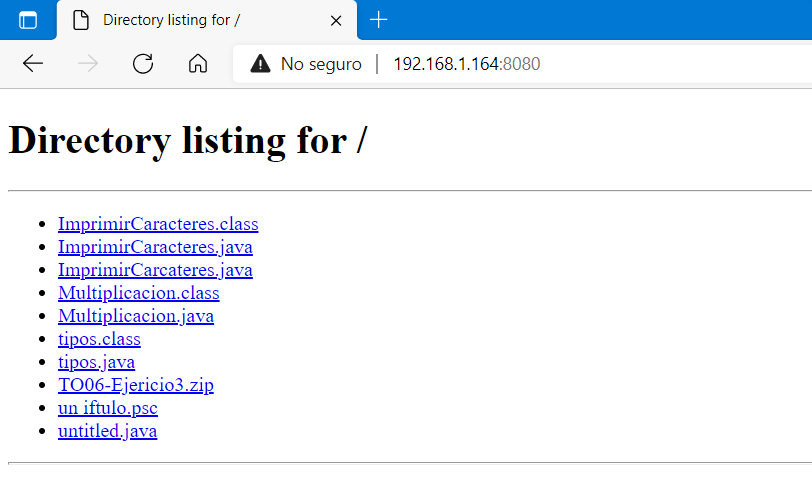 Directory listing for /
No seguro | 192.168.1.164:8080
Directory listing for /
ImprimirCaracteres.class
ImprimirCaracteres.java
ImprimirCarcateres.java
Multiplicacion.class
Multiplicacion.java
tipos.class
tipos.java
TO06-Ejericio3.zip
un iftulo.psc
untitled.java